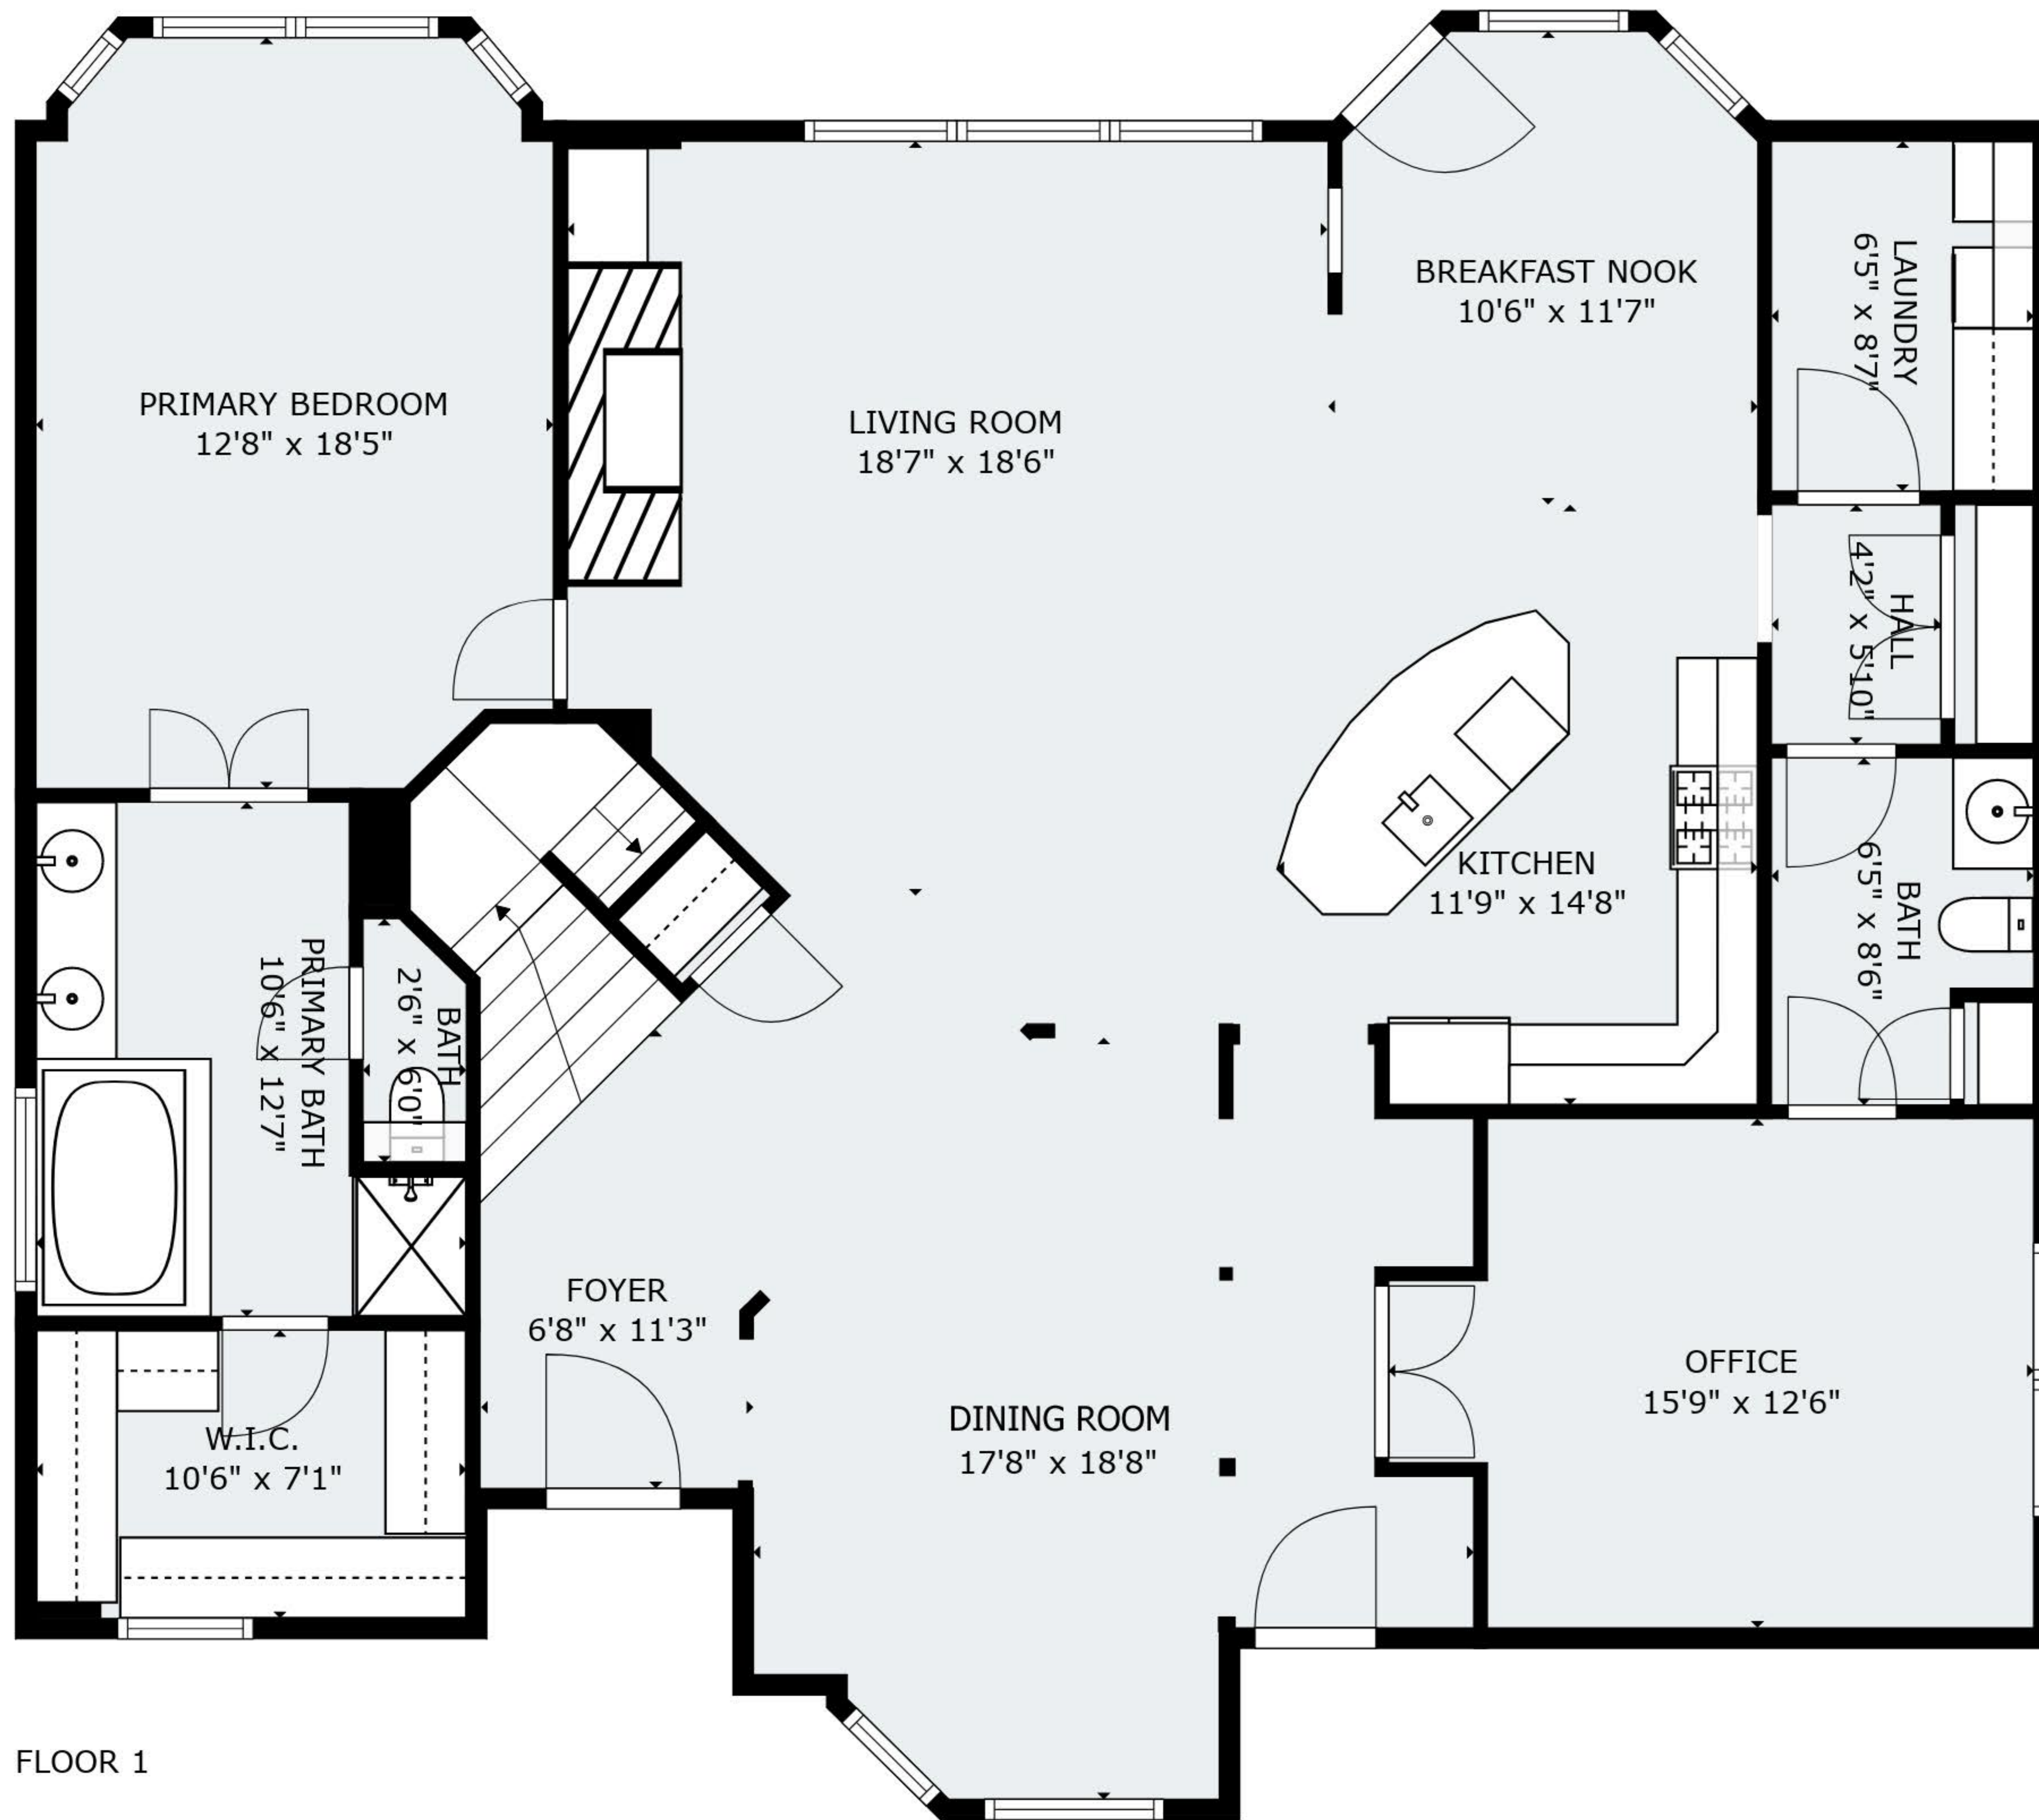 BREAKFAST NOOK
10'6" x 11'7"
LAUNDRY
6'5" x 8'7"
PRIMARY BEDROOM
12'8" x 18'5"
LIVING ROOM
18'7" x 18'6"
HALL
4'2" x 5'10"
KITCHEN
11'9" x 14'8"
BATH
6'5" x 8'6"
PRIMARY BATH
10'6" x 12'7"
BATH
2'6" x 6'0"
FOYER
6'8" x 11'3"
OFFICE
15'9" x 12'6"
DINING ROOM
17'8" x 18'8"
W.I.C.
10'6" x 7'1"
FLOOR 1